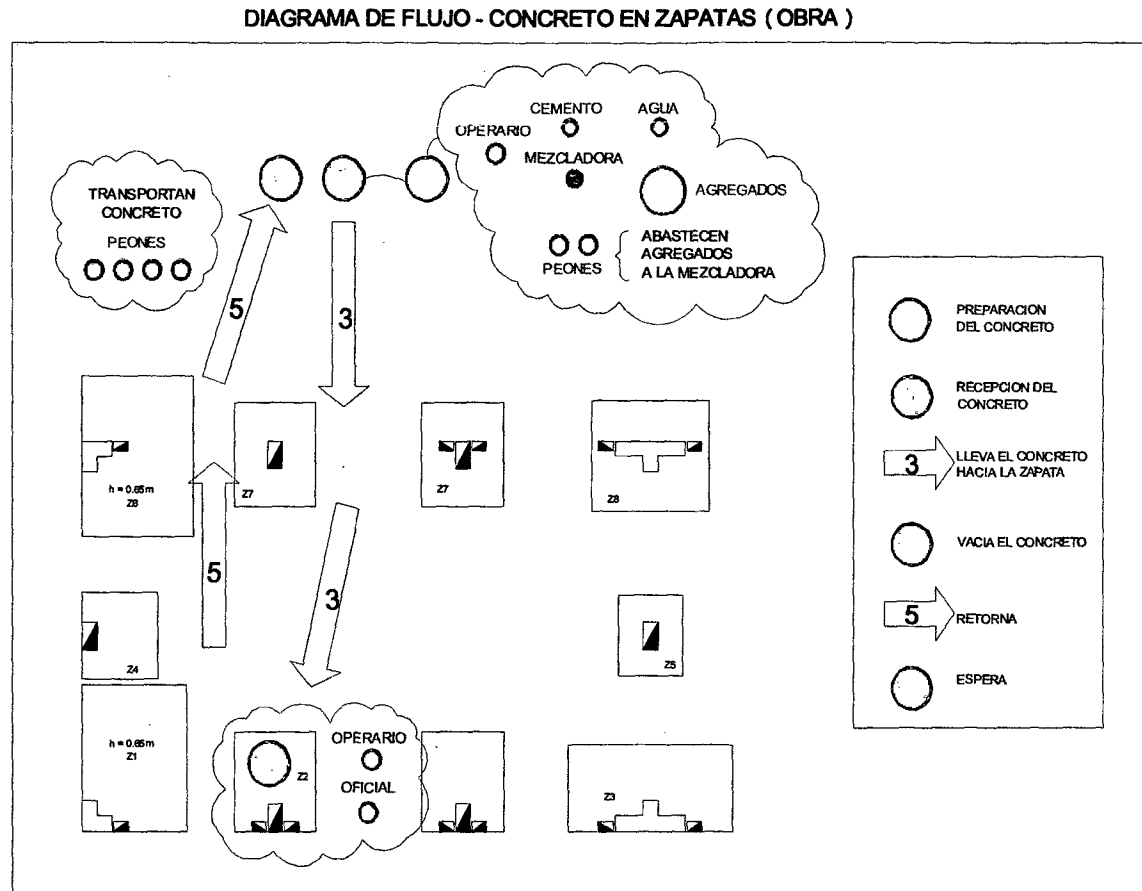 DIAGRAMA DE FLUJO - CONCRETO EN ZAPATAS ( OBRA )
CEMENTO
AGUA
OPERARIO
MEZCLADORA
AGREGADOS
PEONES
ABASTECEN
AGREGADOS
A LA MEZCLADORA
TRANSPORTAN
CONCRETO
PEONES
5
3
h = 0.65m
Z7
Z7
5
3
Z4
Z5
h = 0.65m
Z1
Z2
OPERARIO
OFICIAL
Z3
PREPARACION
DEL CONCRETO
RECEPCION DEL
CONCRETO
3
LLEVA EL CONCRETO
HACIA LA ZAPATA
VACIA EL CONCRETO
5
RETORNA
ESPERA